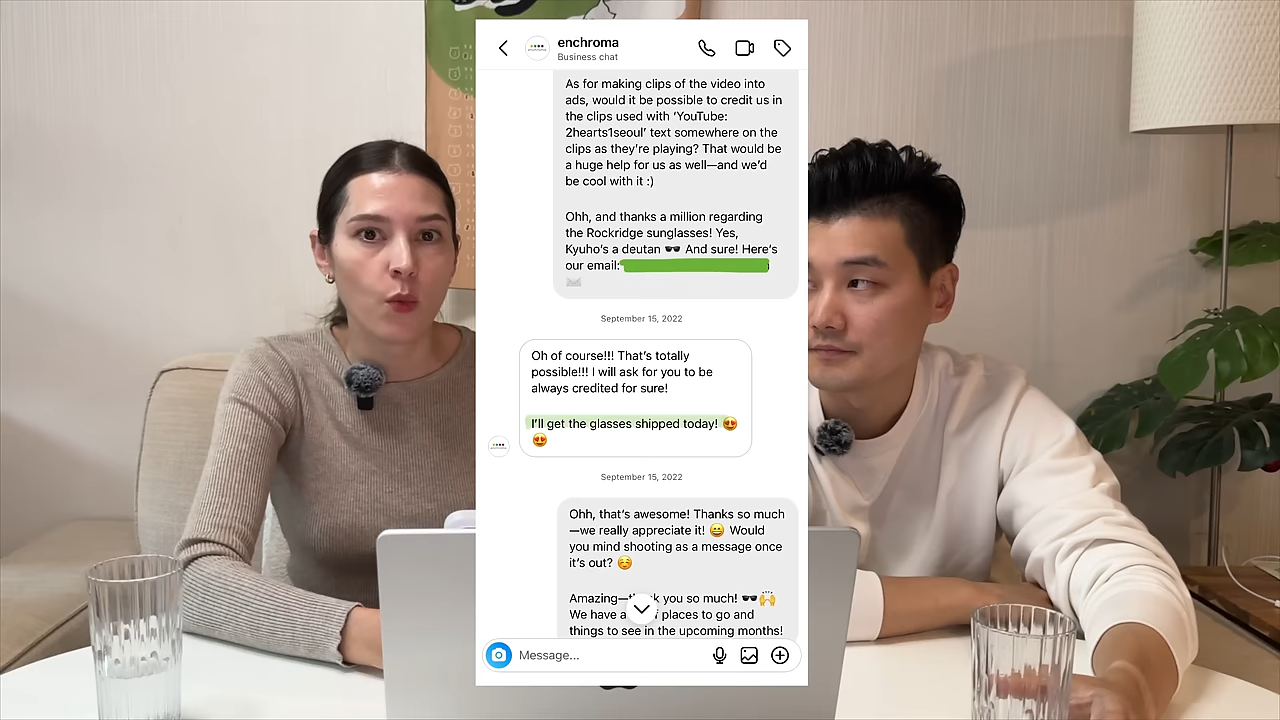 enchroma
Business chat
As for making clips of the video into
ads, would it be possible to credit us in
the clips used with 'YouTube:
2hearts1seoul' text somewhere on the
clips as they're playing? That would be
a huge help for us as well—and we'd
be cool with it :)
Ohh, and thanks a million regarding
the Rockridge sunglasses! Yes,
Kyuho's a deutan 🕶️ And sure! Here's
our email:
September 15, 2022
Oh of course!!! That's totally
possible!!! I will ask for you to be
always credited for sure!
I'll get the glasses shipped today! 😍
😍
September 15, 2022
Ohh, that's awesome! Thanks so much
—we really appreciate it! 😄 Would
you mind shooting as a message once
it's out? ☺️
Amazing— you so much! 🕶️🙌
We have a places to go and
things to see in the upcoming months!
Message...